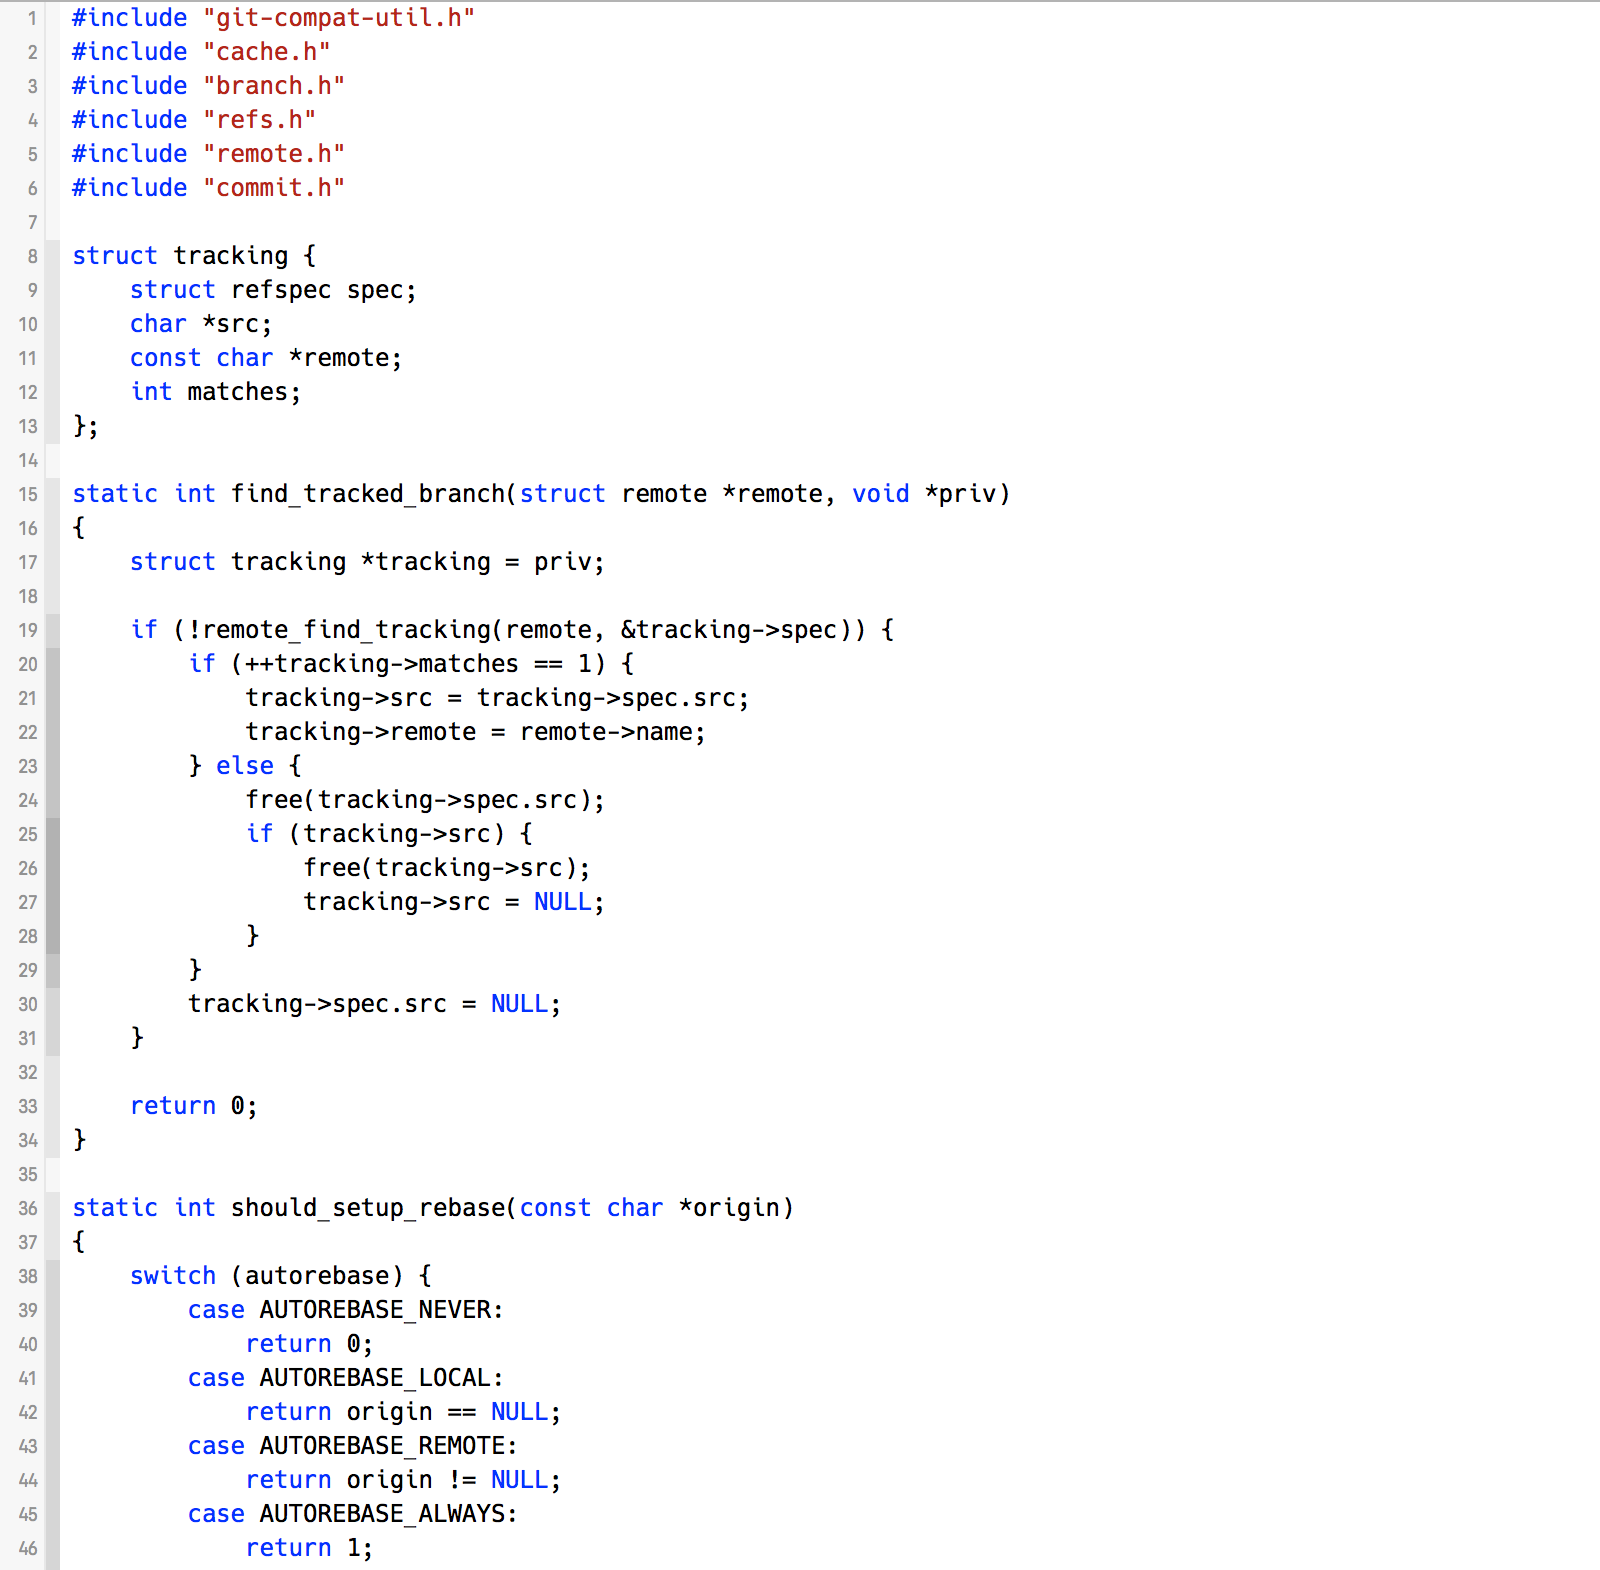 1 #include "git-compat-util.h"
2 #include "cache.h"
3 #include "branch.h"
4 #include "refs.h"
5 #include "remote.h"
6 #include "commit.h"
7
8 struct tracking {
9     struct refspec spec;
10     char *src;
11     const char *remote;
12     int matches;
13 };
14
15 static int find_tracked_branch(struct remote *remote, void *priv)
16 {
17     struct tracking *tracking = priv;
18
19     if (!remote_find_tracking(remote, &tracking->spec)) {
20         if (++tracking->matches == 1) {
21             tracking->src = tracking->spec.src;
22             tracking->remote = remote->name;
23         } else {
24             free(tracking->spec.src);
25             if (tracking->src) {
26                 free(tracking->src);
27                 tracking->src = NULL;
28             }
29         }
30         tracking->spec.src = NULL;
31     }
32
33     return 0;
34 }
35
36 static int should_setup_rebase(const char *origin)
37 {
38     switch (autorebase) {
39         case AUTOREBASE_NEVER:
40             return 0;
41         case AUTOREBASE_LOCAL:
42             return origin == NULL;
43         case AUTOREBASE_REMOTE:
44             return origin != NULL;
45         case AUTOREBASE_ALWAYS:
46             return 1;